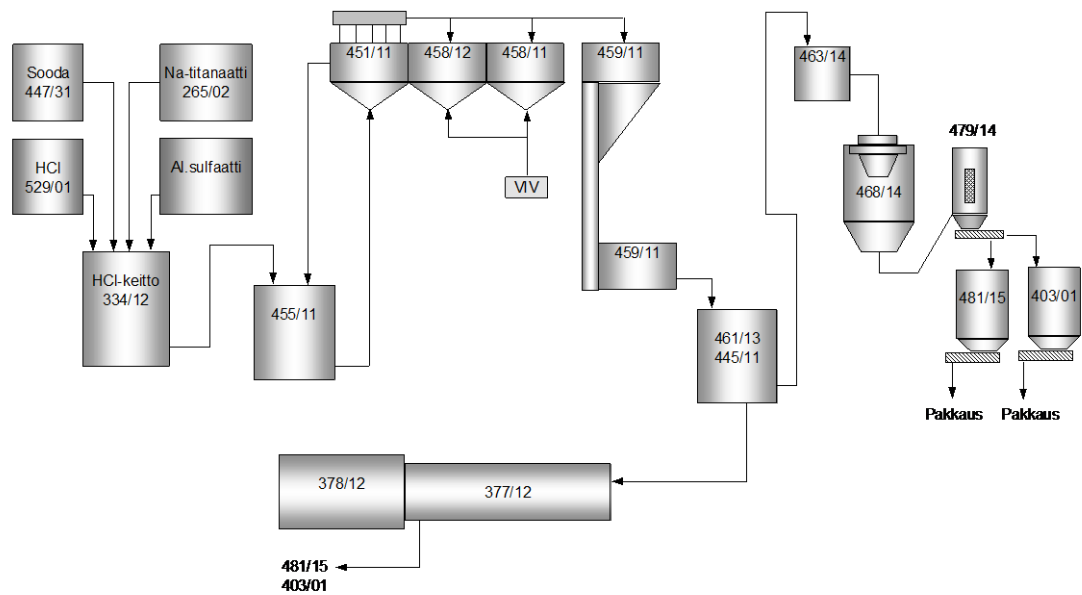 Sooda
447/31
Na-titanaatti
265/02
HCl
529/01
Al.sulfaatti
HCl-keitto
334/12
455/11
451/11
458/12
458/11
VIV
459/11
459/11
461/13
445/11
463/14
468/14
479/14
481/15
403/01
Pakkaus
Pakkaus
378/12
377/12
481/15
403/01